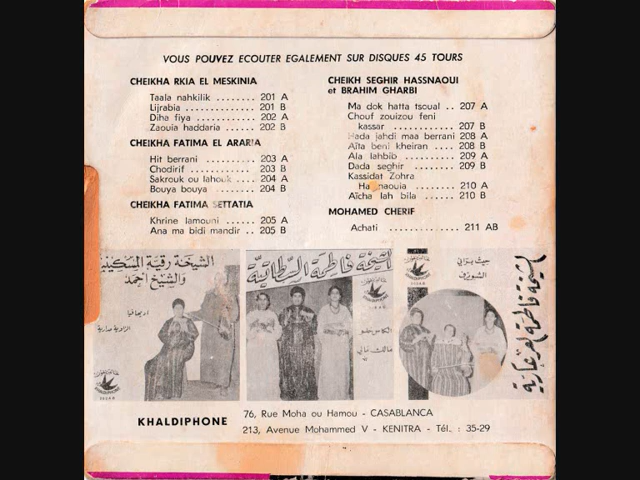 VOUS POUVEZ ECOUTER EGALEMENT SUR DISQUES 45 TOURS
CHEIKHA RKIA EL MESKINIA
Taala nahkilik ........ 201 A
Lijrabia .............. 201 B
Diha fiya ............. 202 A
Zaouia haddaria ....... 202 B
CHEIKHA FATIMA EL ARARIA
Hit berrani ........... 203 A
Chodirif .............. 203 B
Sakrouk ou lahouk .... 204 A
Bouya bouya .......... 204 B
CHEIKHA FATIMA SETTATIA
Khrine lamouni ...... 205 A
Ana ma bidi mandir .. 205 B
CHEIKH SEGHIR HASSNAOUI
et BRAHIM GHARBI
Ma dok hatta tsoual .. 207 A
Chouf zouizou feni
kassar ............... 207 B
Hada jahdi maa berrani 208 A
Aïta beni kheiran .... 208 B
Ala lahbib ........... 209 A
Dada seghir .......... 209 B
Kassidat Zohra
naouia ......... 210 A
Aïcha lah bila ....... 210 B
MOHAMED CHERIF
Achati ............. 211 AB
الشيخة رقية المسكينية
والشيخ أحمد
الشيخة فاطمة السطاتية
الشيخة فاطمة العرعارية
KHALDIPHONE
76, Rue Moha ou Hamou - CASABLANCA
213, Avenue Mohammed V - KENITRA - Tél. : 35-29